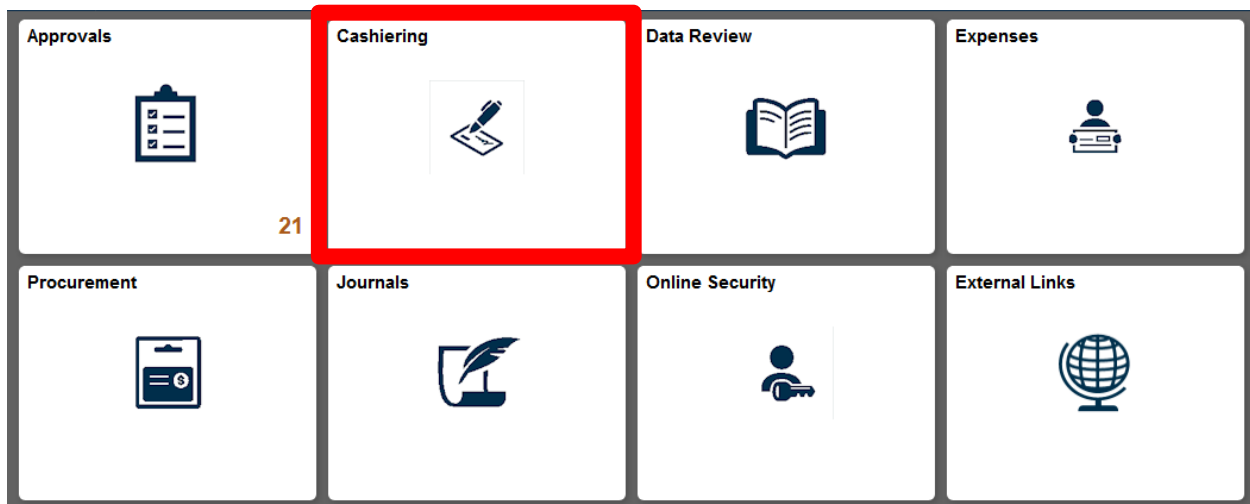 Approvals
Cashiering
Data Review
Expenses
21
Procurement
Journals
Online Security
External Links
$